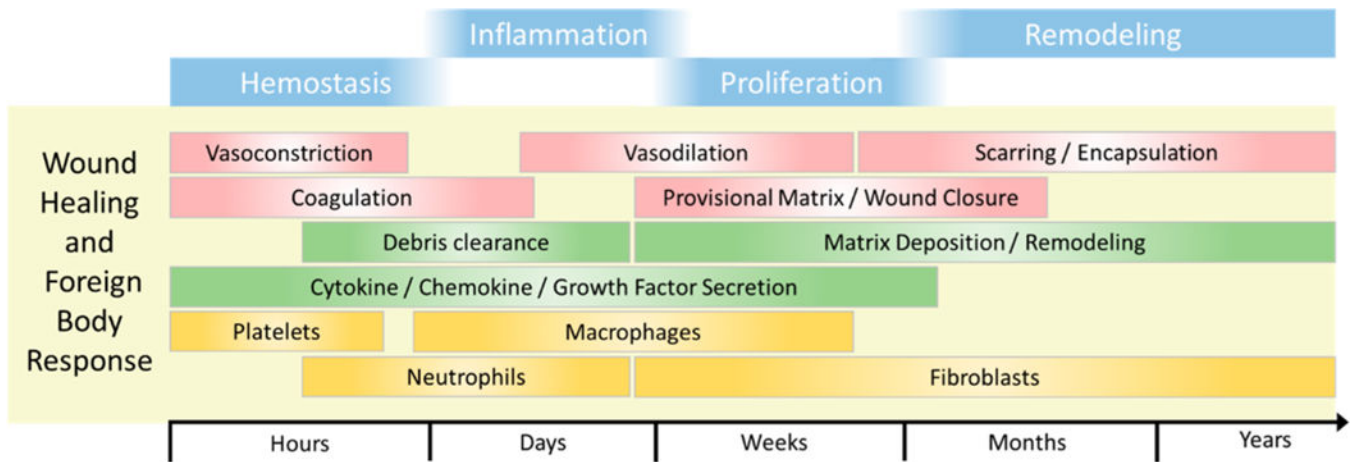 Inflammation
Remodeling
Hemostasis
Proliferation
Wound
Healing
and
Foreign
Body
Response
Vasoconstriction
Vasodilation
Scarring / Encapsulation
Coagulation
Provisional Matrix / Wound Closure
Debris clearance
Matrix Deposition / Remodeling
Cytokine / Chemokine / Growth Factor Secretion
Platelets
Macrophages
Neutrophils
Fibroblasts
Hours
Days
Weeks
Months
Years